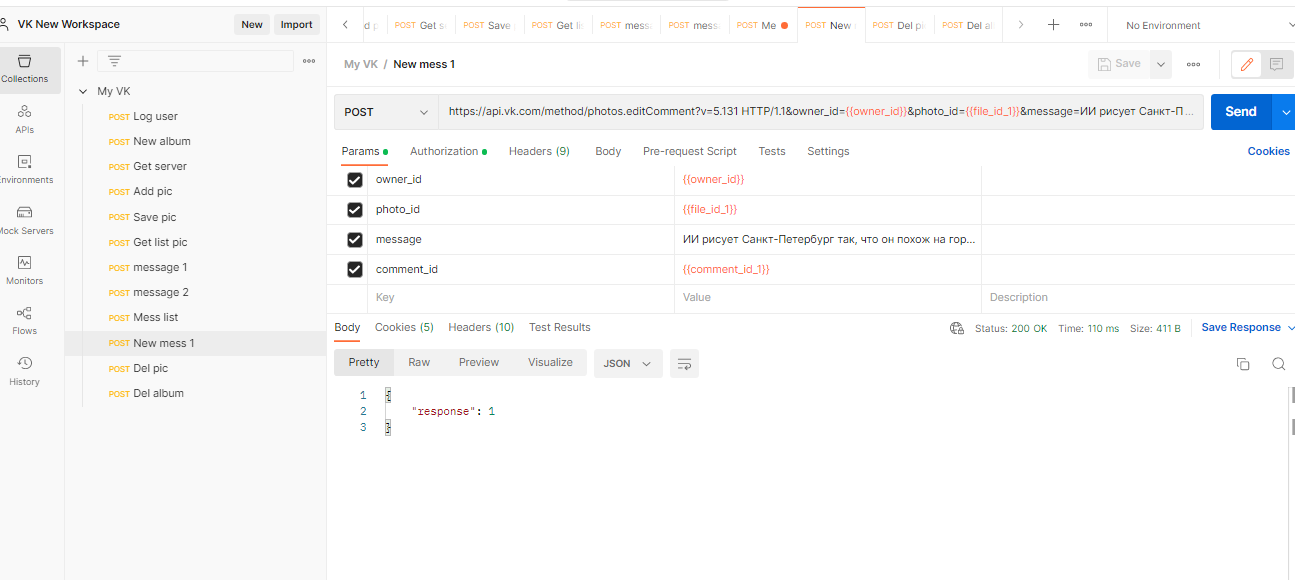 VK New Workspace New Import
POST Get s POST Save POST Get li POST mess POST mess POST Me POST New POST Del pi POST Del al No Environment
My VK / New mess 1 Save
POST https://api.vk.com/method/photos.editComment?v=5.131 HTTP/1.1&owner_id={{owner_id}}&photo_id={{file_id_1}}&message=ИИ рисует Санкт-П... Send
Params Authorization Headers (9) Body Pre-request Script Tests Settings Cookies
owner_id {{owner_id}}
photo_id {{file_id_1}}
message ИИ рисует Санкт-Петербург так, что он похож на гор...
comment_id {{comment_id_1}}
Key Value Description
Body Cookies (5) Headers (10) Test Results Status: 200 OK Time: 110 ms Size: 411 B Save Response
Pretty Raw Preview Visualize JSON
1 {
2 "response": 1
3 }
Collections
APIs
Environments
Mock Servers
Monitors
Flows
History
My VK
POST Log user
POST New album
POST Get server
POST Add pic
POST Save pic
POST Get list pic
POST message 1
POST message 2
POST Mess list
POST New mess 1
POST Del pic
POST Del album